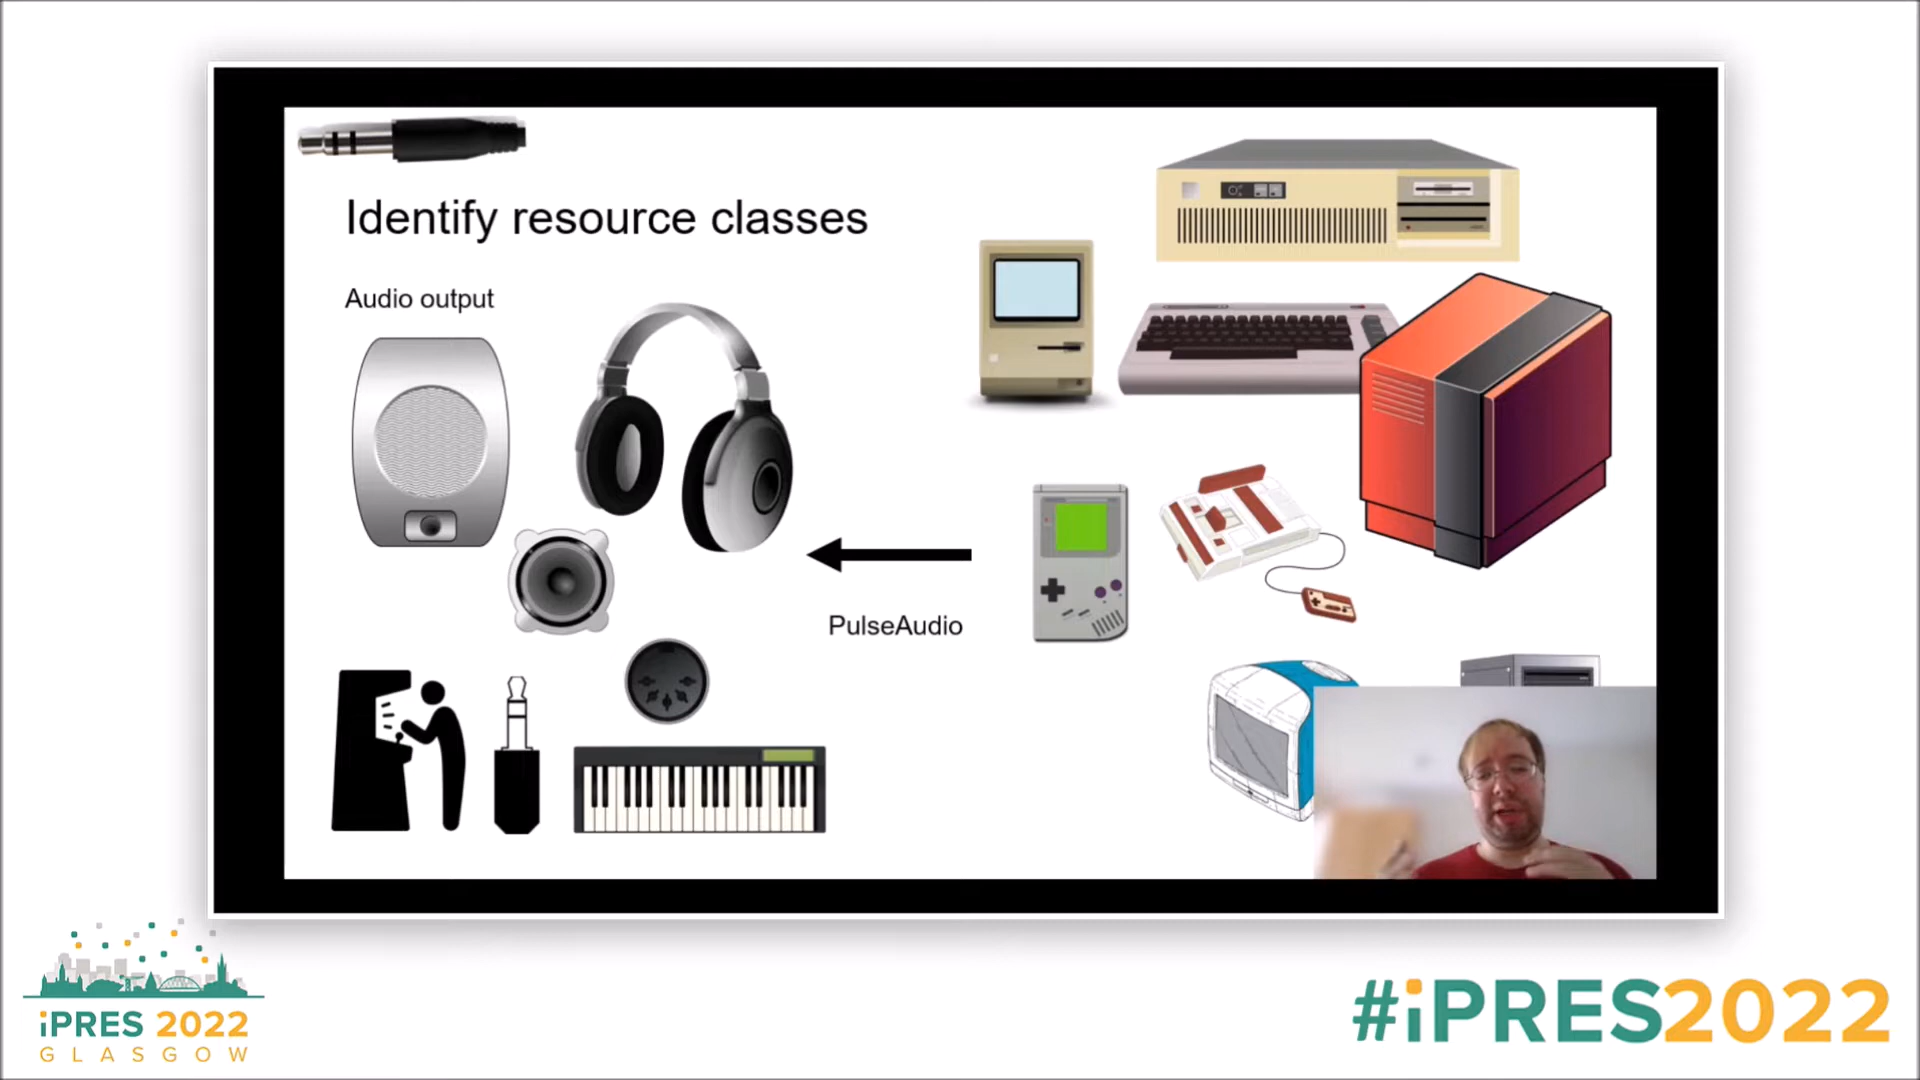 Identify resource classes
Audio output
PulseAudio
iPRES 2022
GLASGOW
#iPRES2022